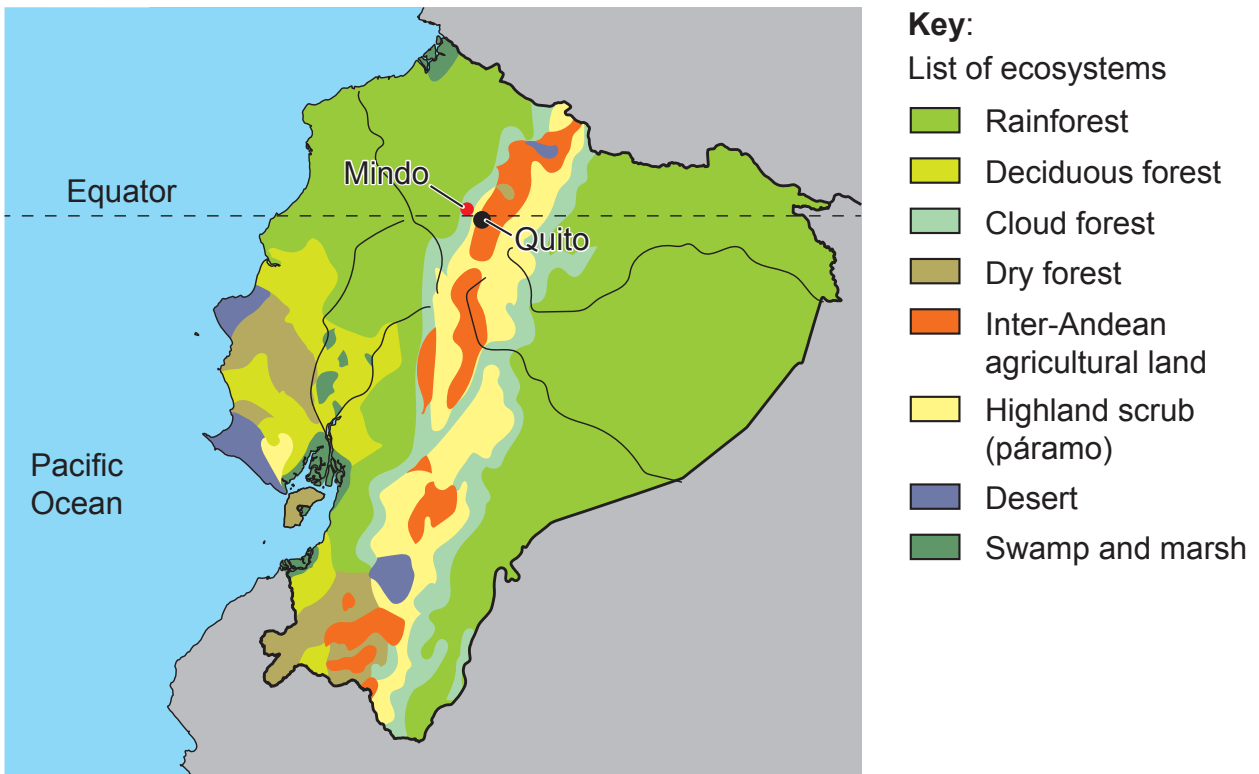 Mindo
Equator
Quito
Pacific
Ocean
Key:
List of ecosystems
Rainforest
Deciduous forest
Cloud forest
Dry forest
Inter-Andean
agricultural land
Highland scrub
(páramo)
Desert
Swamp and marsh